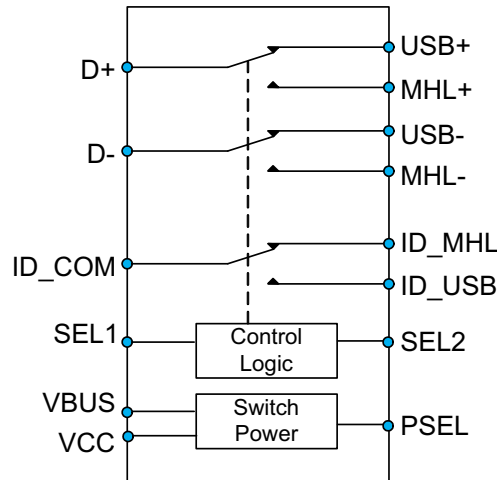 D+
USB+
MHL+
D-
USB-
MHL-
ID_COM
ID_MHL
ID_USB
SEL1
Control
Logic
SEL2
VBUS
VCC
Switch
Power
PSEL